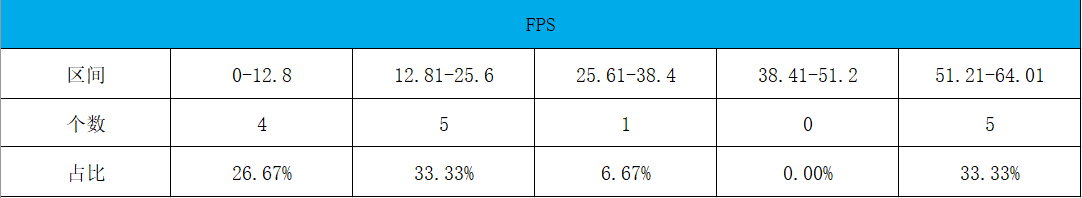 FPS
区间 0-12.8 12.81-25.6 25.61-38.4 38.41-51.2 51.21-64.01
个数 4 5 1 0 5
占比 26.67% 33.33% 6.67% 0.00% 33.33%